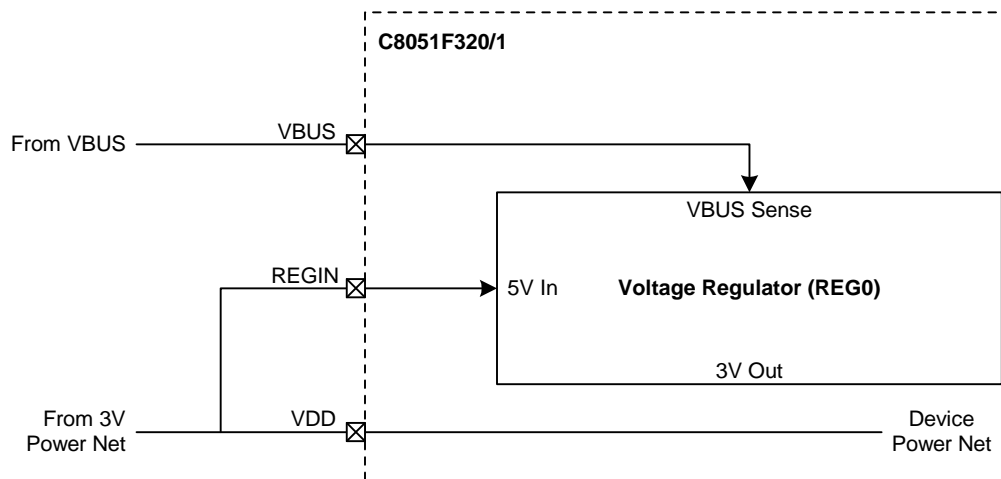 C8051F320/1
From VBUS
VBUS
VBUS Sense
REGIN
5V In
Voltage Regulator (REG0)
3V Out
From 3V
Power Net
VDD
Device
Power Net